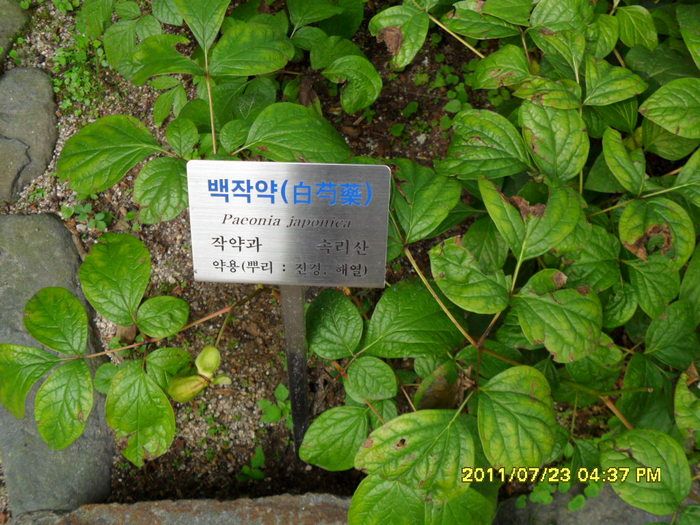 백작약(白芍藥)
Paeonia japonica
작약과 속리산
약용(뿌리 : 진경, 해열)
2011/07/23 04:37 PM